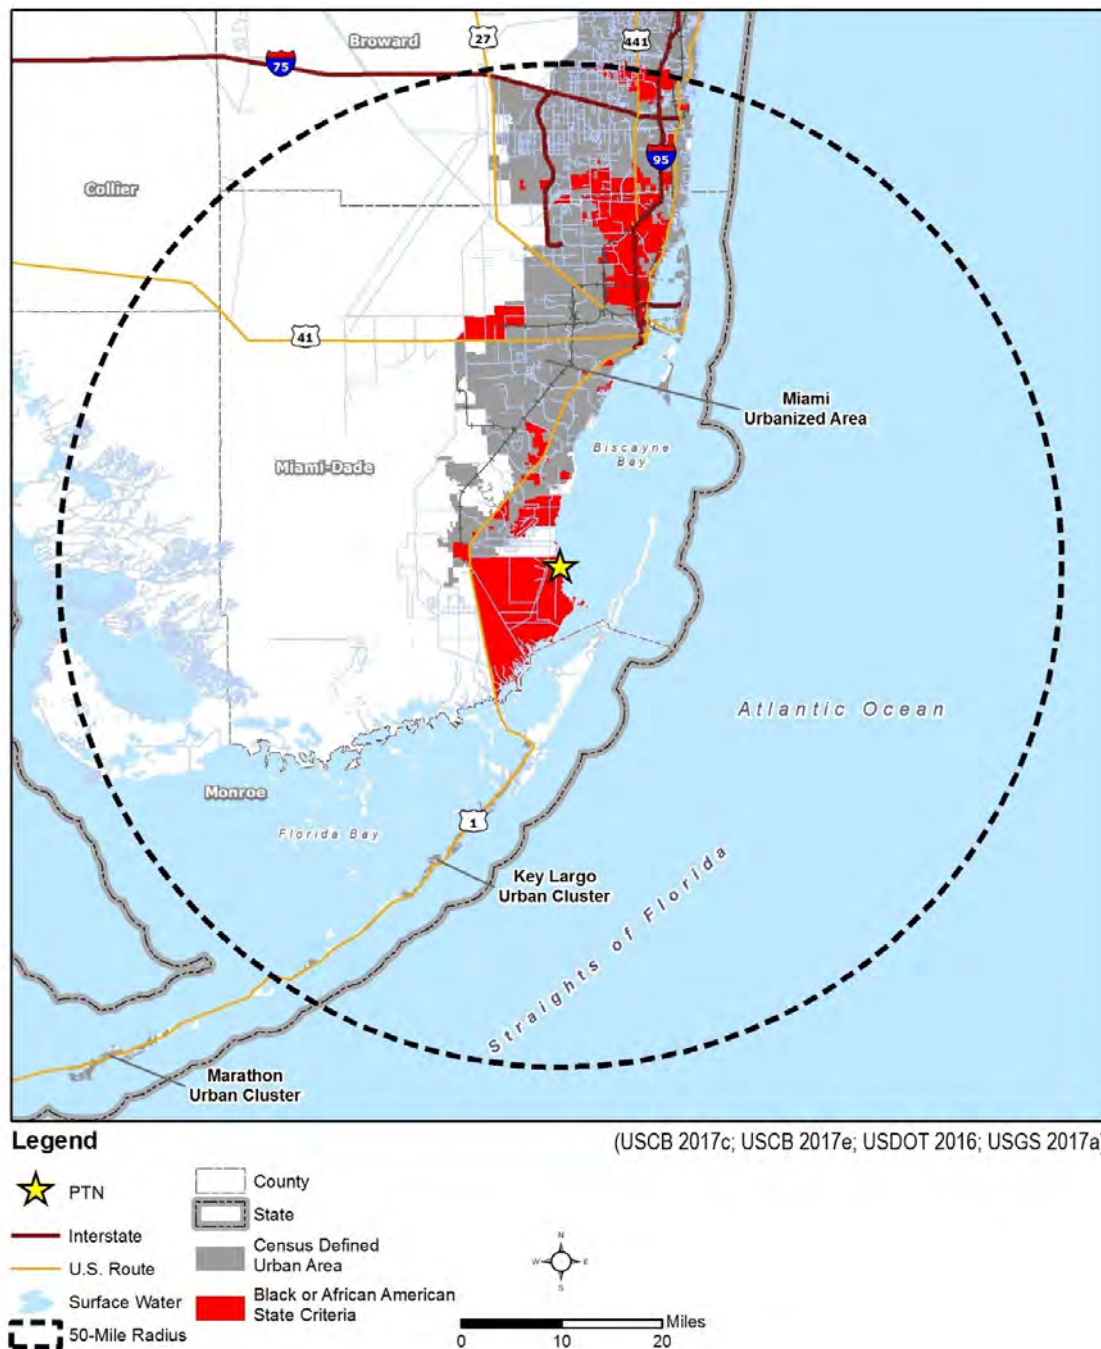 Broward
27
441
75
95
Collier
41
Miami
Urbanized Area
Biscayne
Bay
Miami-Dade
Atlantic Ocean
Monroe
Florida Bay
1
Key Largo
Urban Cluster
Straights of Florida
Marathon
Urban Cluster
Legend
(USCB 2017c; USCB 2017e; USDOT 2016; USGS 2017a)
PTN
Interstate
U.S. Route
Surface Water
50-Mile Radius
County
State
Census Defined
Urban Area
Black or African American
State Criteria
N
W
E
S
Miles
0
10
20